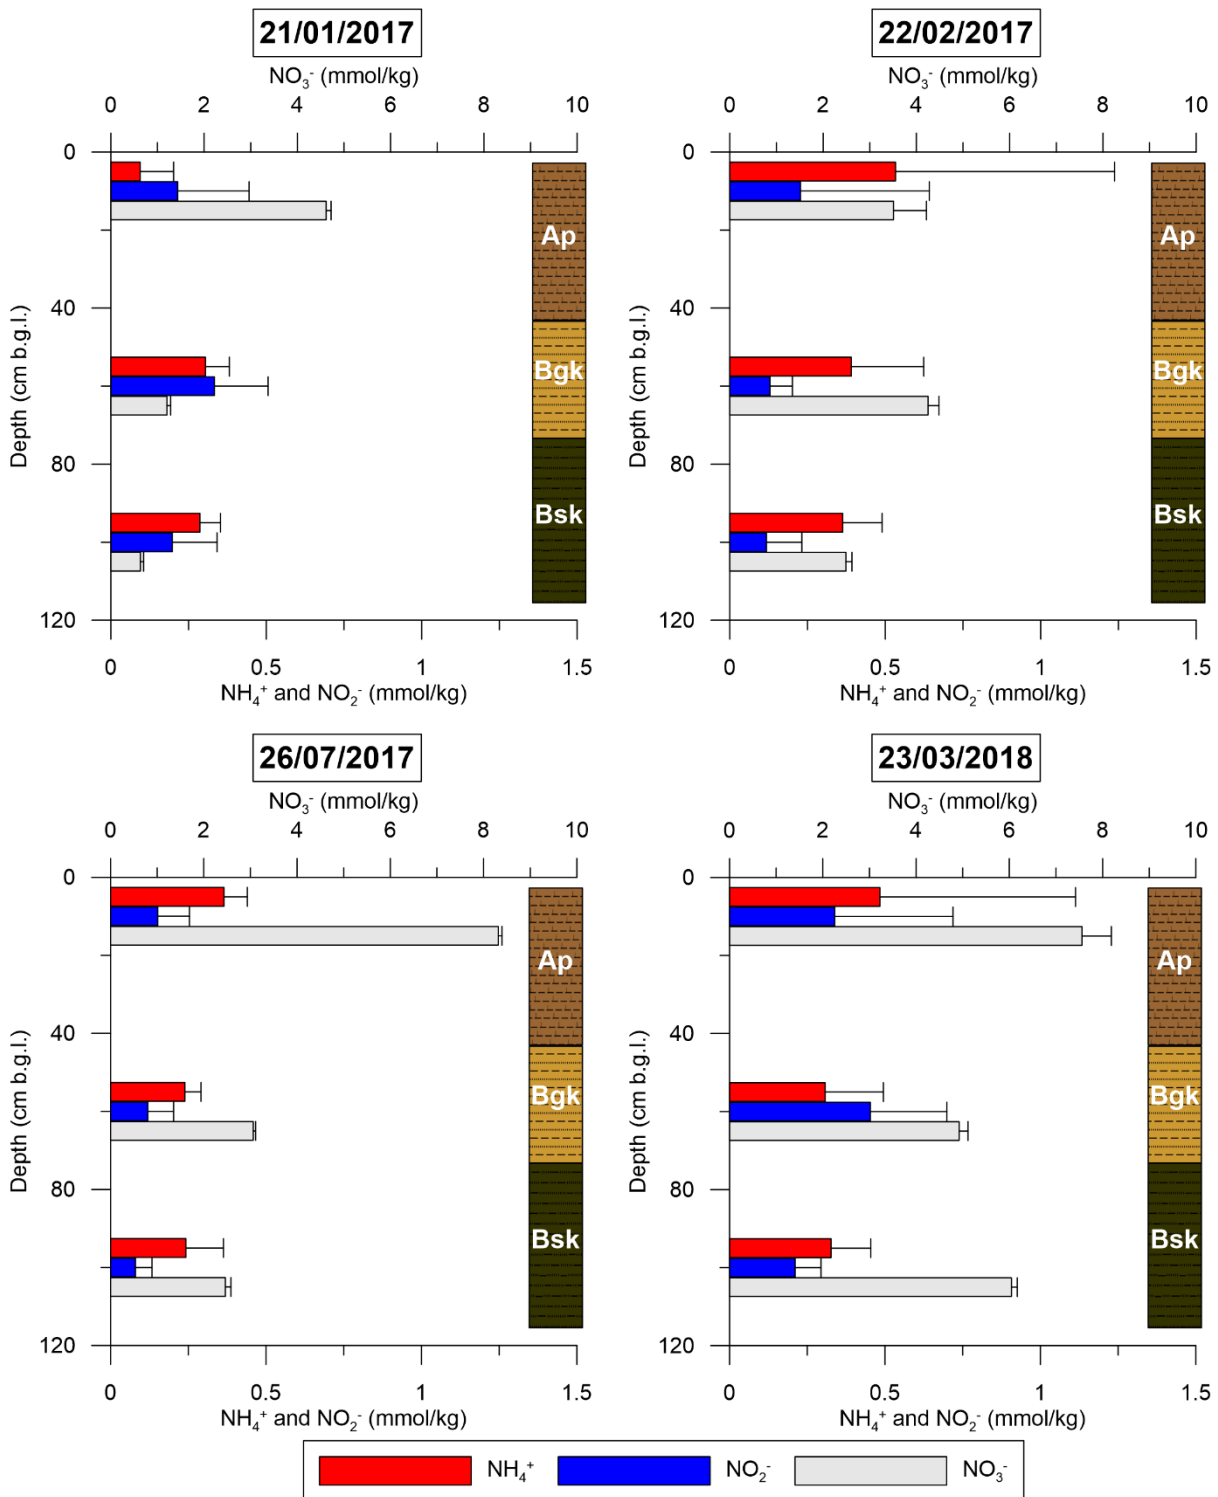 21/01/2017
NO₃⁻ (mmol/kg)
0 2 4 6 8 10
0
40
80
120
Depth (cm b.g.l.)
Ap
Bgk
Bsk
0 0.5 1 1.5
NH₄⁺ and NO₂⁻ (mmol/kg)
22/02/2017
NO₃⁻ (mmol/kg)
0 2 4 6 8 10
0
40
80
120
Depth (cm b.g.l.)
Ap
Bgk
Bsk
0 0.5 1 1.5
NH₄⁺ and NO₂⁻ (mmol/kg)
26/07/2017
NO₃⁻ (mmol/kg)
0 2 4 6 8 10
0
40
80
120
Depth (cm b.g.l.)
Ap
Bgk
Bsk
0 0.5 1 1.5
NH₄⁺ and NO₂⁻ (mmol/kg)
23/03/2018
NO₃⁻ (mmol/kg)
0 2 4 6 8 10
0
40
80
120
Depth (cm b.g.l.)
Ap
Bgk
Bsk
0 0.5 1 1.5
NH₄⁺ and NO₂⁻ (mmol/kg)
NH₄⁺ NO₂⁻ NO₃⁻